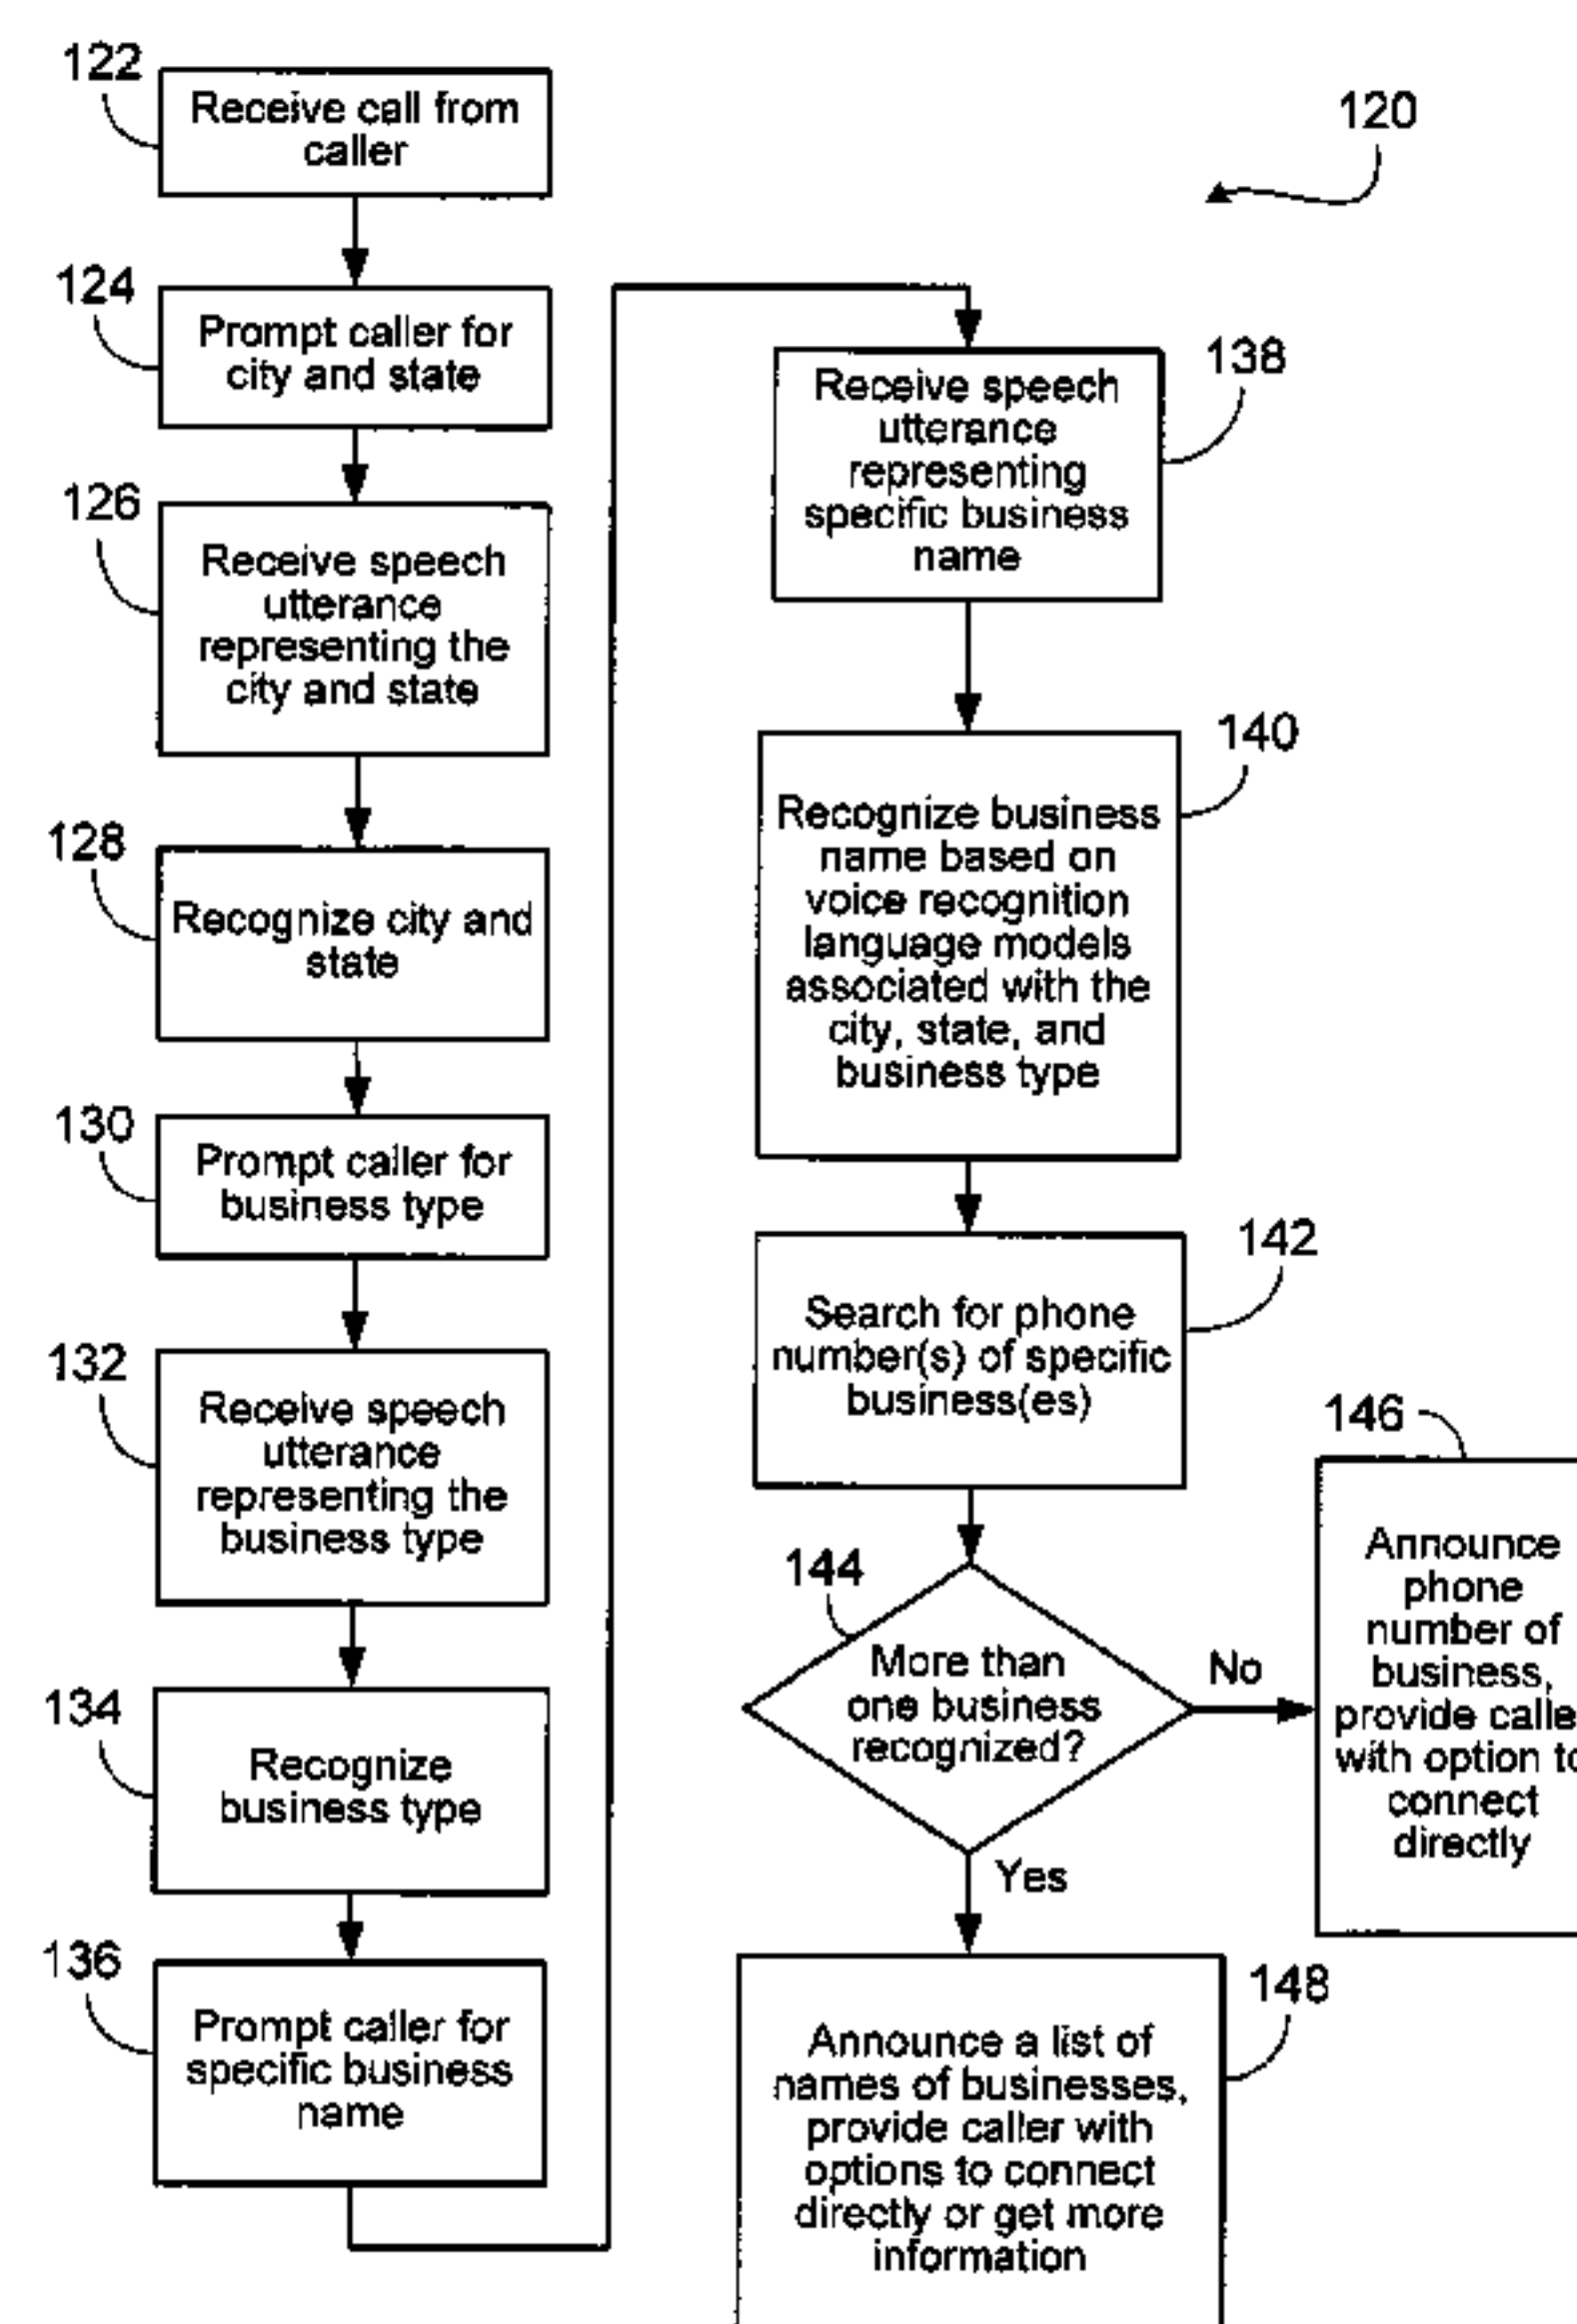 122
Receive call from
caller
120
124
Prompt caller for
city and state
126
Receive speech
utterance
representing the
city and state
128
Recognize city and
state
130
Prompt caller for
business type
132
Receive speech
utterance
representing the
business type
134
Recognize
business type
136
Prompt caller for
specific business
name
138
Receive speech
utterance
representing
specific business
name
140
Recognize business
name based on
voice recognition
language models
associated with the
city, state, and
business type
142
Search for phone
number(s) of specific
business(es)
144
More than
one business
recognized?
No
Yes
146
Announce
phone
number of
business,
provide calle
with option to
connect
directly
148
Announce a list of
names of businesses,
provide caller with
options to connect
directly or get more
information